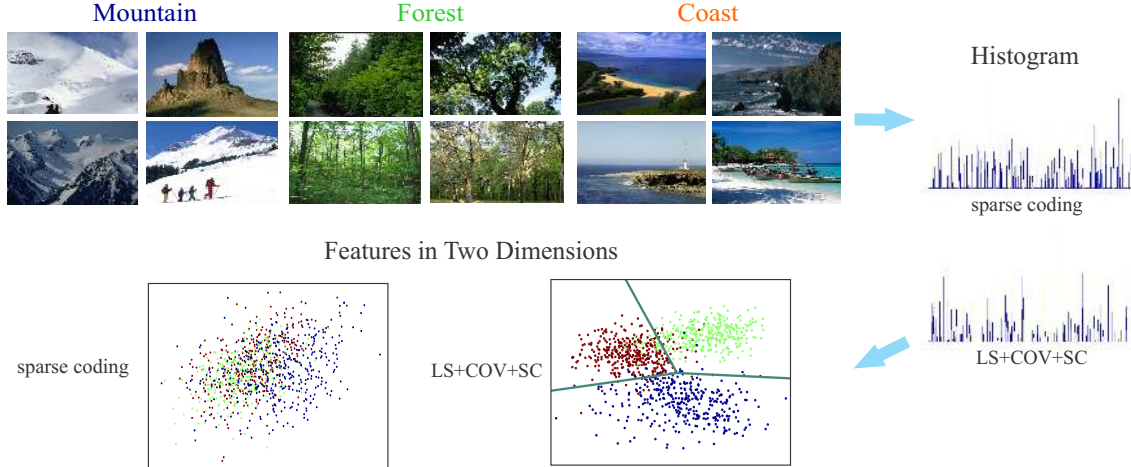 Mountain
Forest
Coast
Histogram
sparse coding
Features in Two Dimensions
sparse coding
LS+COV+SC
LS+COV+SC